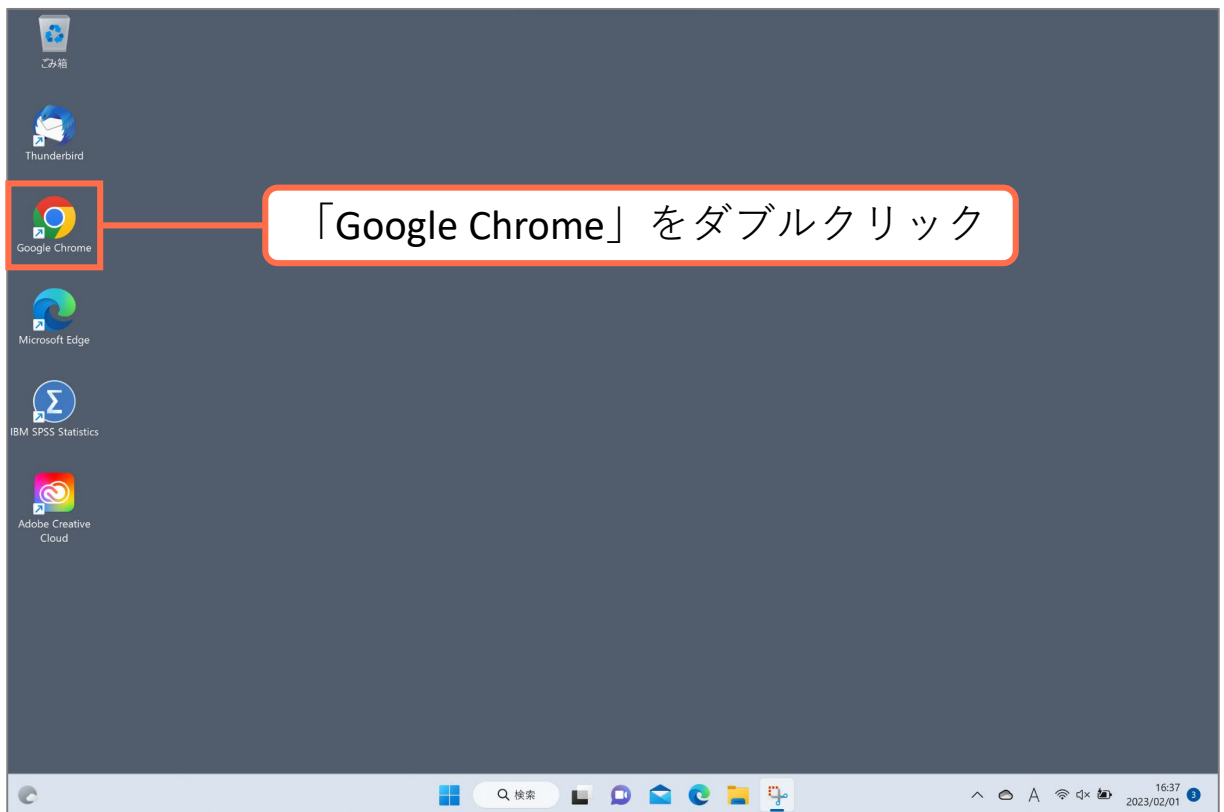 ごみ箱
Thunderbird
Google Chrome
「Google Chrome」をダブルクリック
Microsoft Edge
IBM SPSS Statistics
Adobe Creative
Cloud
検索
A
16:37
2023/02/01
3